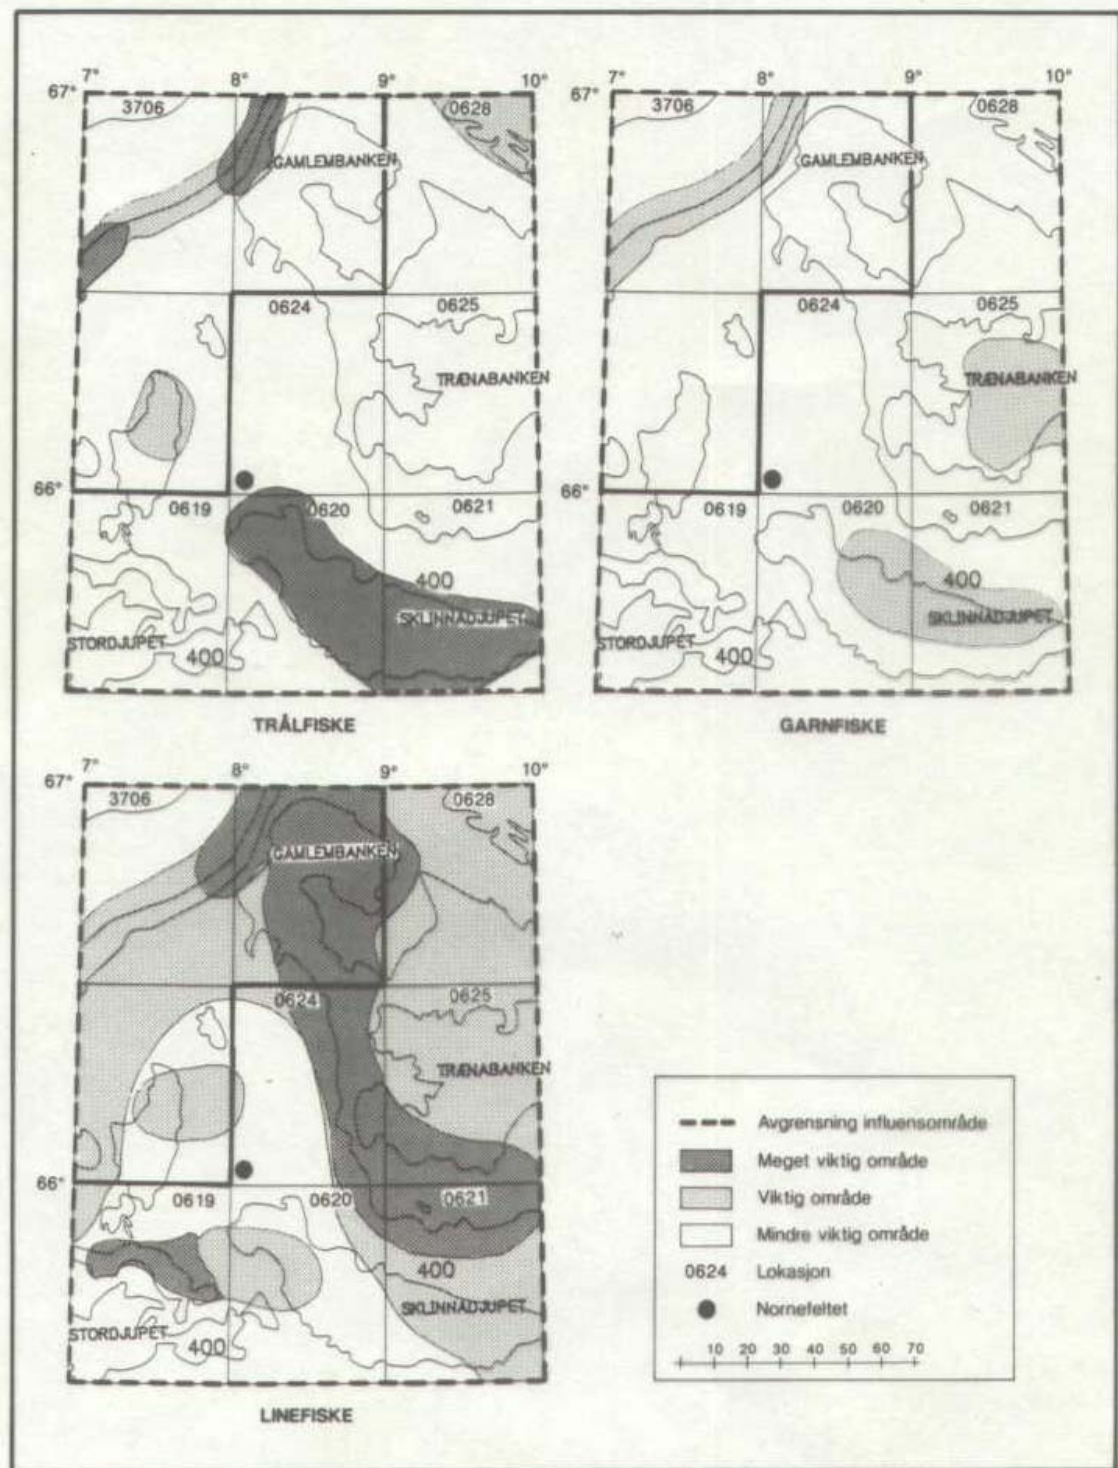 7° 8° 9° 10°
67°
3706
0628
GAMLEMBANKEN
0624
0625
TRÆNABANKEN
66°
0619
0620
0621
400
SKLINNADJUPET
STORDJUPET
400
TRÅLFISKE
7° 8° 9° 10°
67°
3706
0628
GAMLEMBANKEN
0624
0625
TRÆNABANKEN
66°
0619
0620
0621
400
SKLINNADJUPET
STORDJUPET
400
GARNFISKE
7° 8° 9° 10°
67°
3706
0628
GAMLEMBANKEN
0624
0625
TRÆNABANKEN
66°
0619
0620
0621
400
SKLINNADJUPET
STORDJUPET
400
LINEFISKE
Avgrensning influensområde
Meget viktig område
Viktig område
Mindre viktig område
0624 Lokasjon
Nornefeltet
10 20 30 40 50 60 70